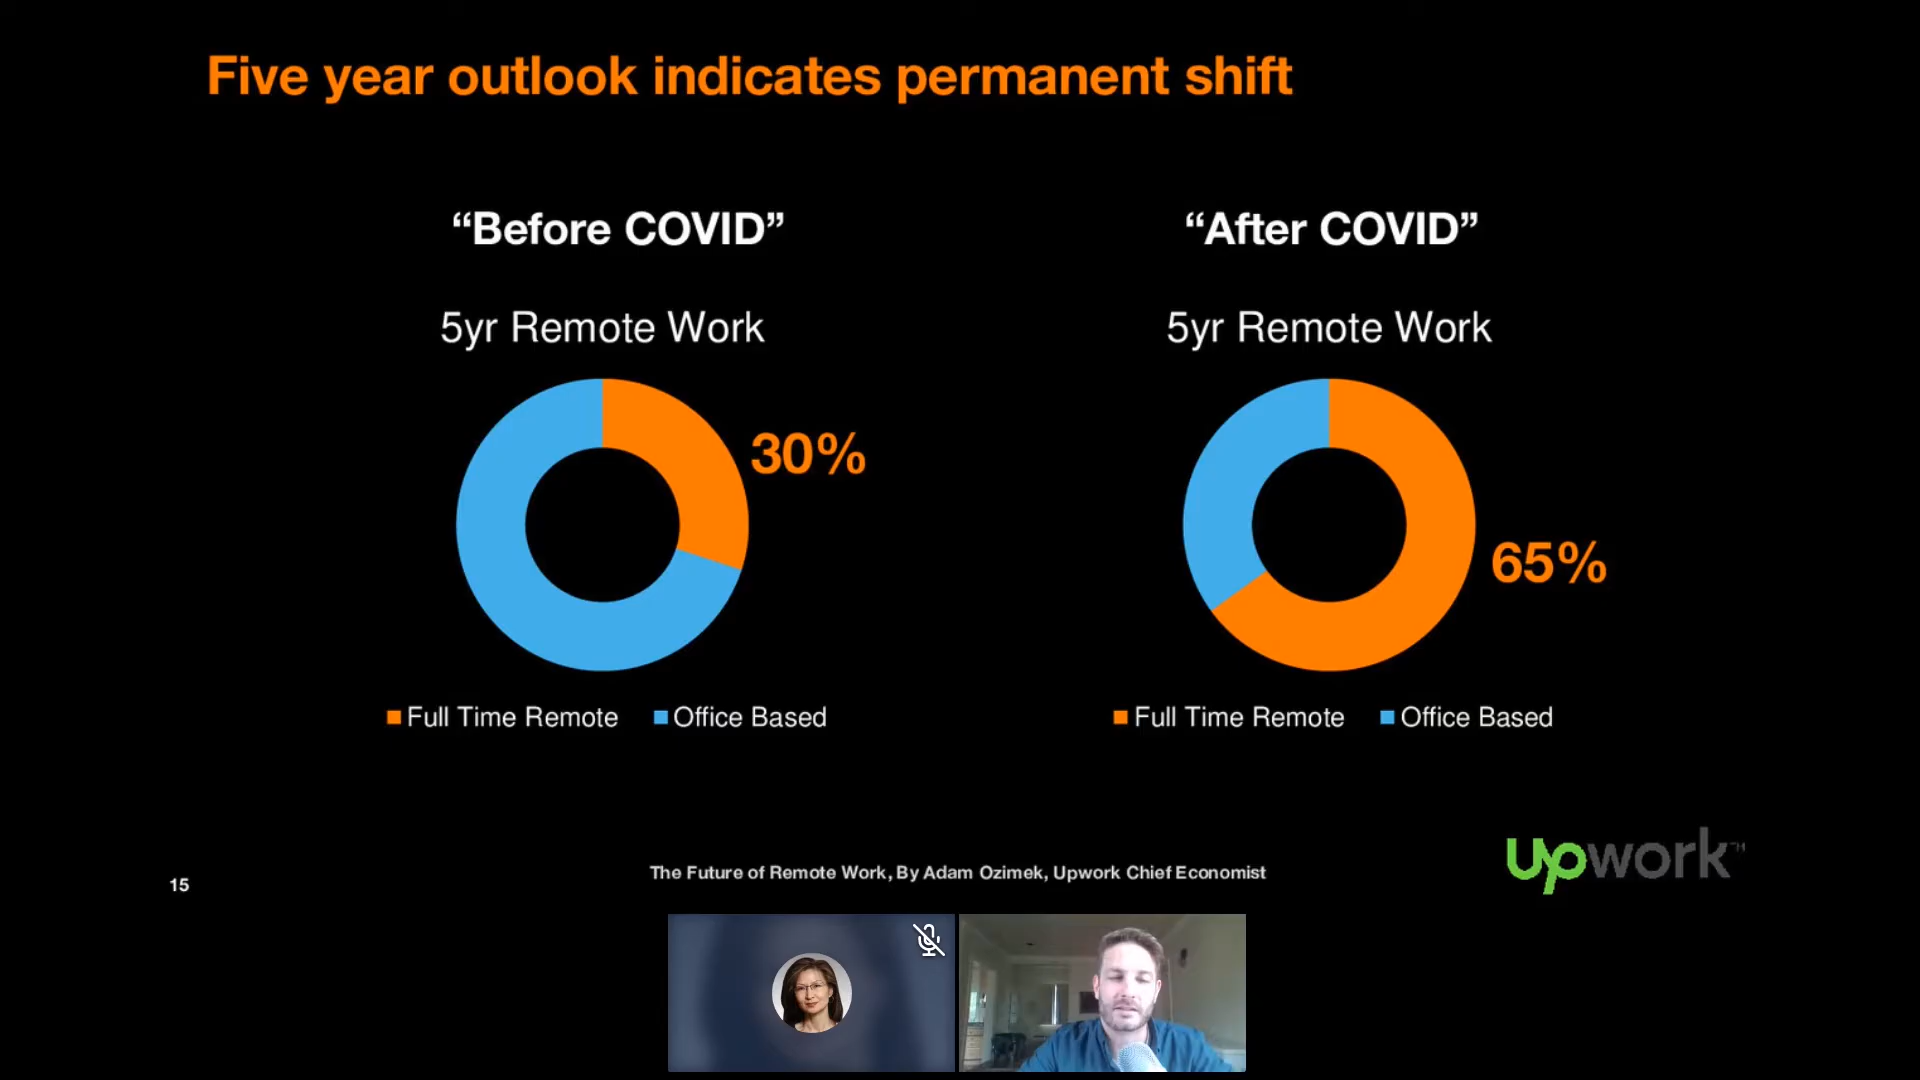 Five year outlook indicates permanent shift
“Before COVID”
“After COVID”
5yr Remote Work
5yr Remote Work
30%
65%
Full Time Remote
Office Based
Full Time Remote
Office Based
upwork™
The Future of Remote Work, By Adam Ozimek, Upwork Chief Economist
15